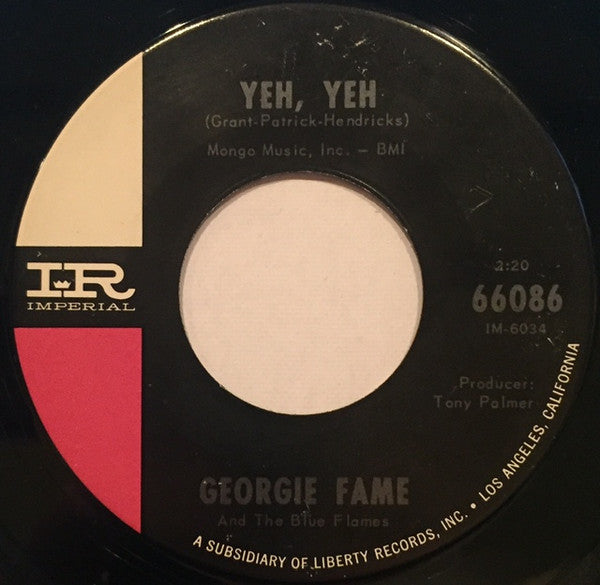 YEH, YEH
(Grant-Patrick-Hendricks)
Mongo Music, Inc. - BMI
IR
IMPERIAL
2:20
66086
IM-6034
Producer:
Tony Palmer
GEORGIE FAME
And The Blue Flames
A SUBSIDIARY OF LIBERTY RECORDS, INC. • LOS ANGELES, CALIFORNIA